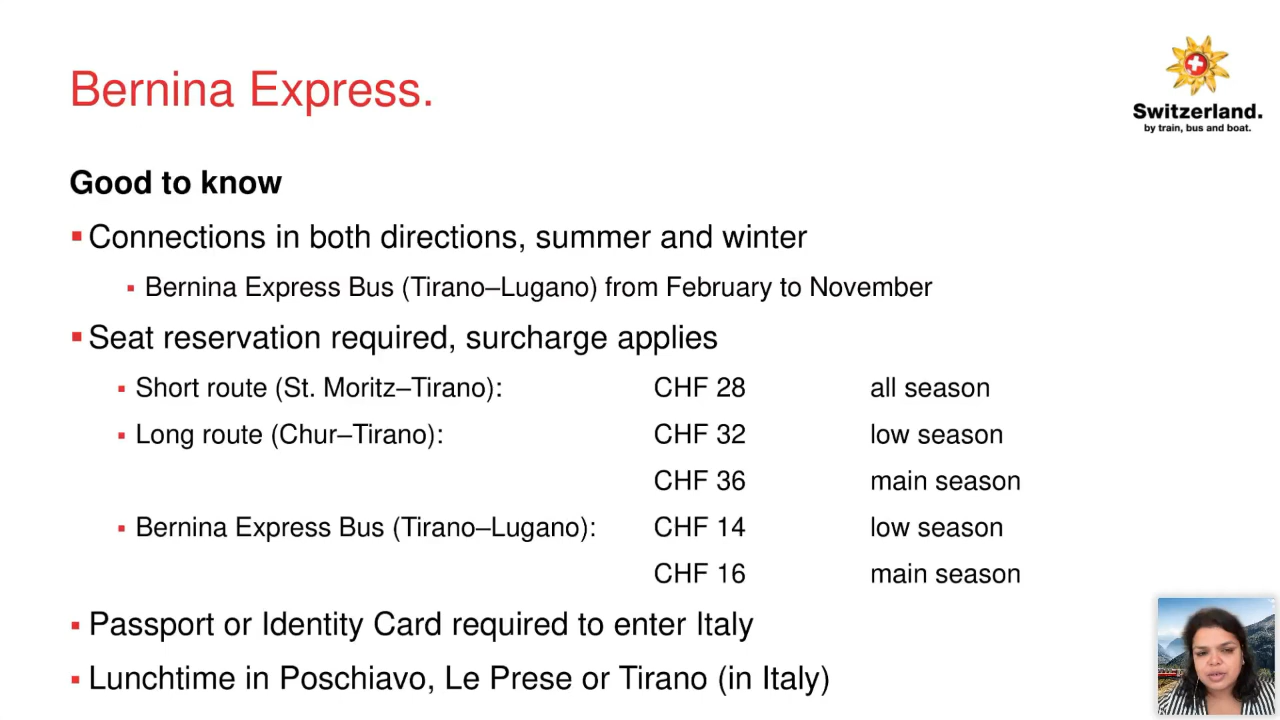 Bernina Express.
Switzerland.
by train, bus and boat.
Good to know
Connections in both directions, summer and winter
Bernina Express Bus (Tirano–Lugano) from February to November
Seat reservation required, surcharge applies
Short route (St. Moritz–Tirano): CHF 28 all season
Long route (Chur–Tirano): CHF 32 low season
CHF 36 main season
Bernina Express Bus (Tirano–Lugano): CHF 14 low season
CHF 16 main season
Passport or Identity Card required to enter Italy
Lunchtime in Poschiavo, Le Prese or Tirano (in Italy)